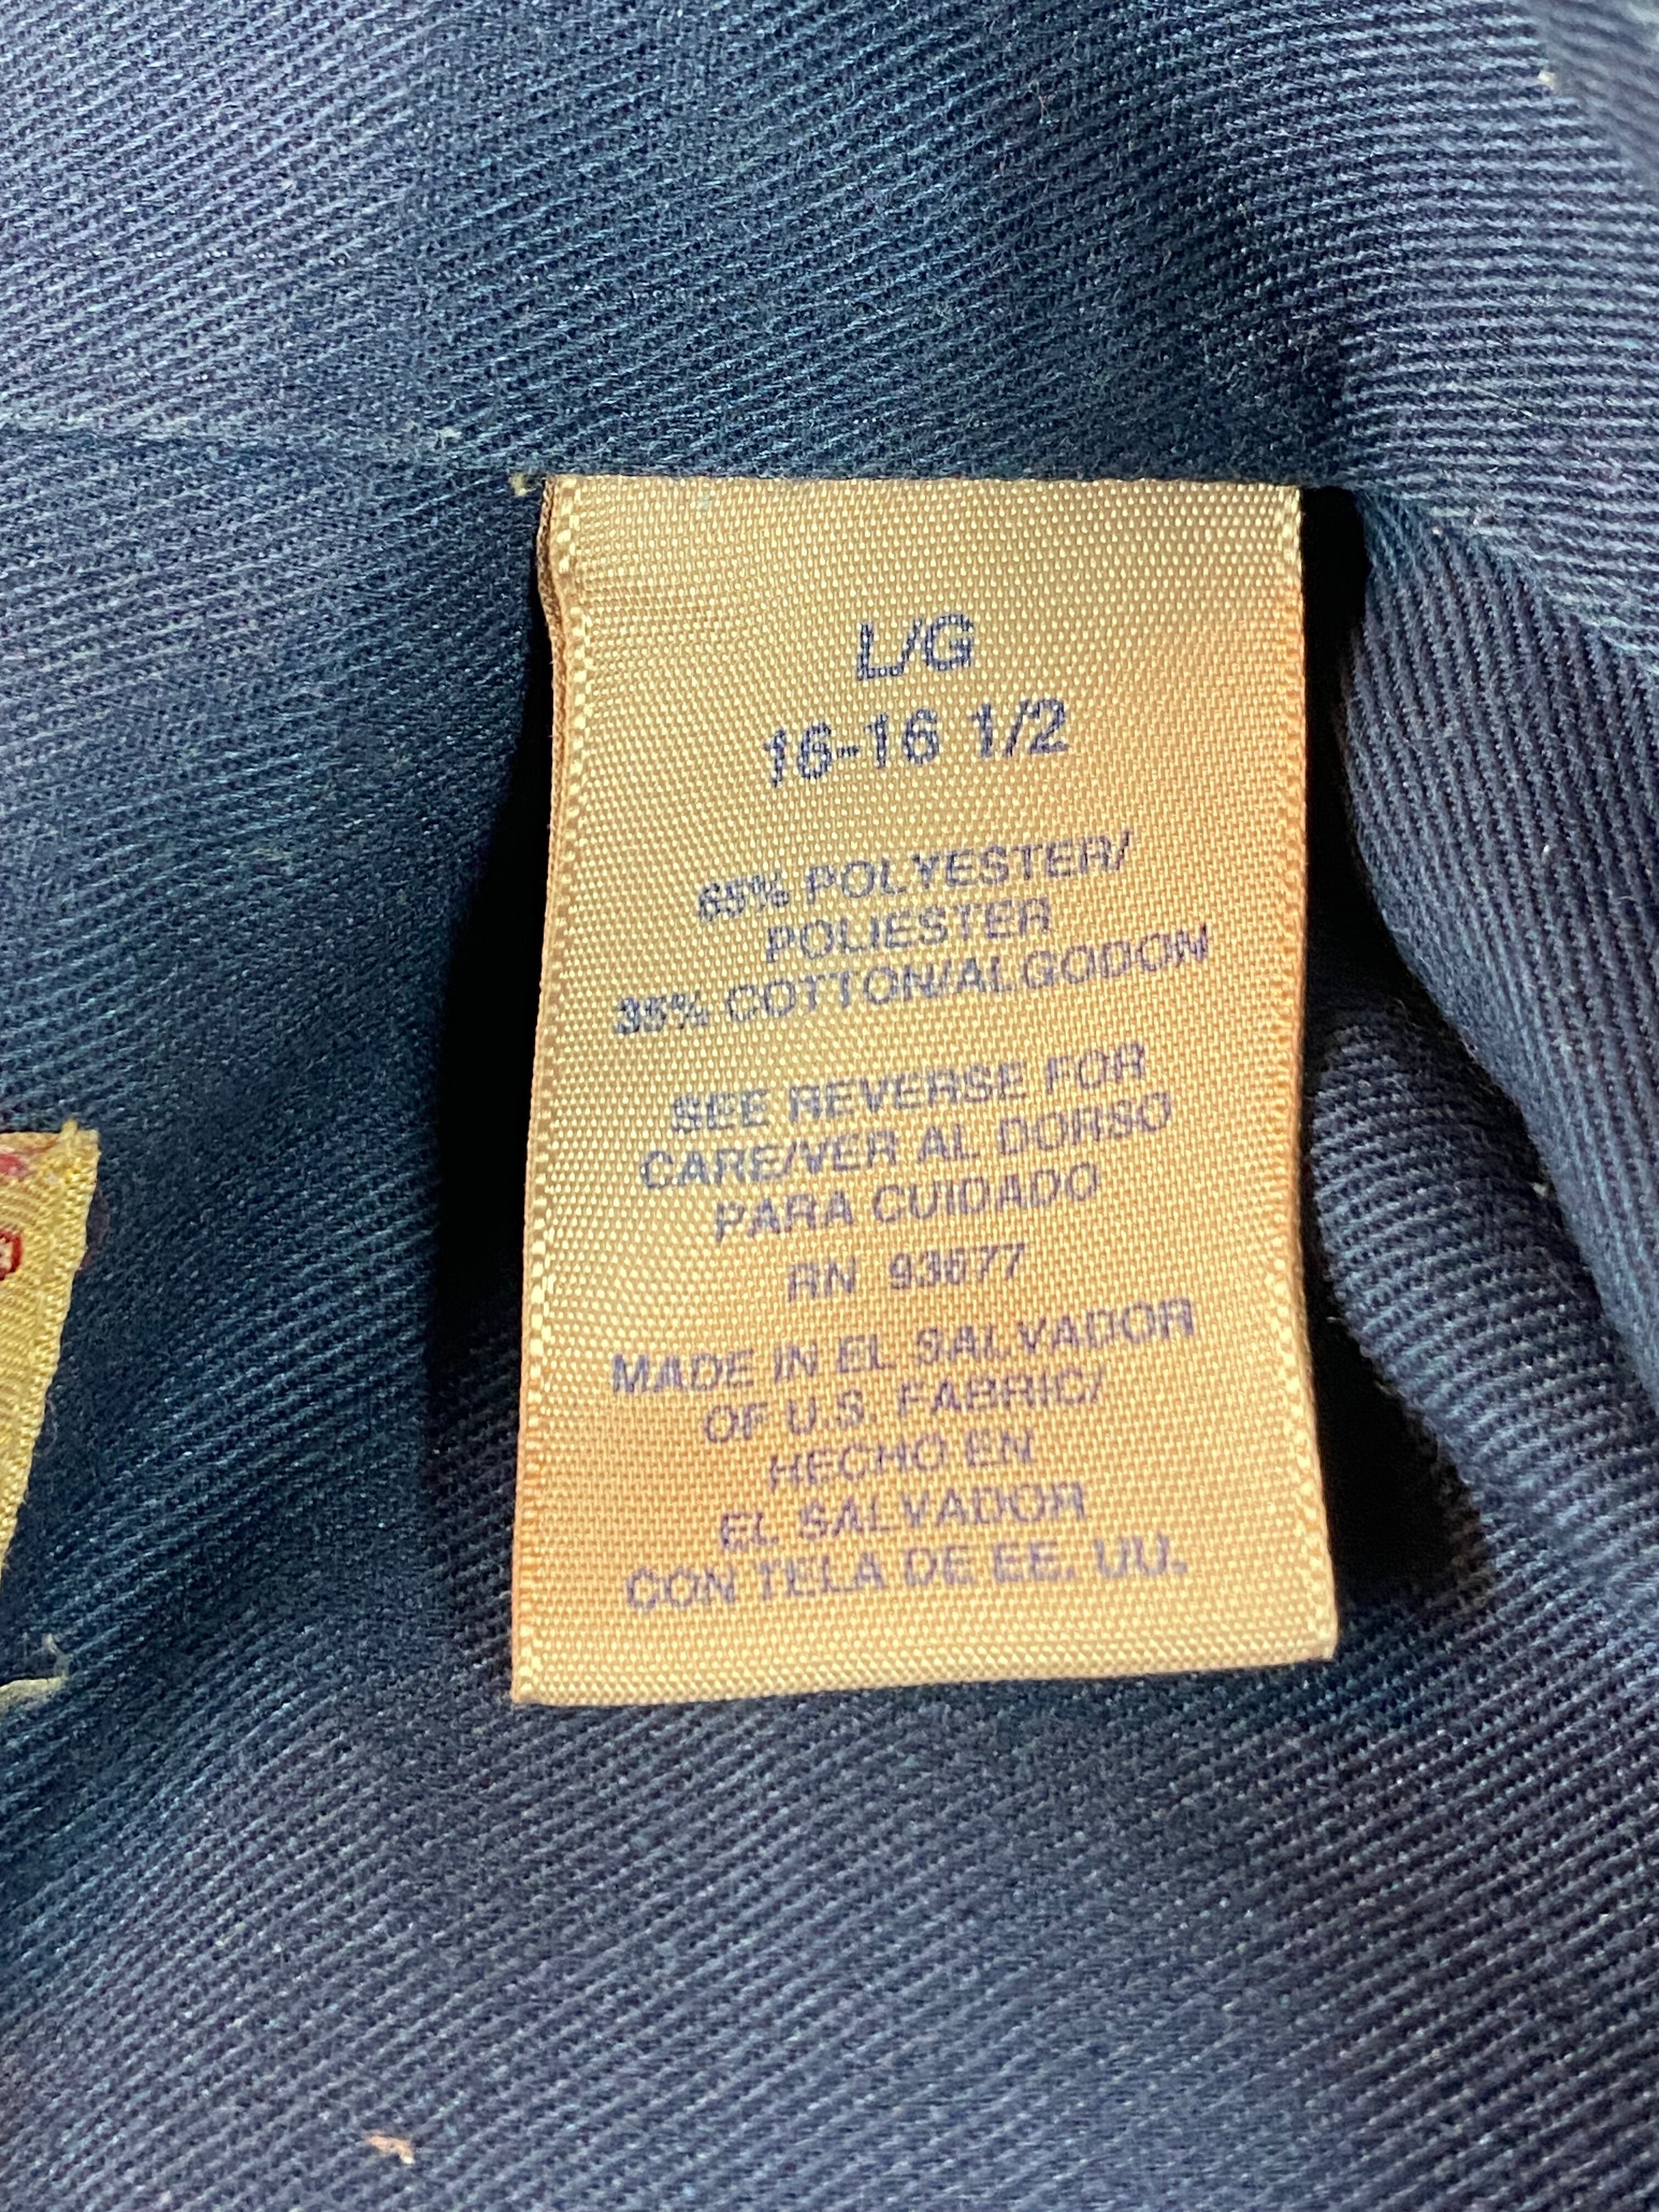 L/G
16-16 1/2
65% POLYESTER/
POLIESTER
35% COTTON/ALGODON
SEE REVERSE FOR
CARE/VER AL DORSO
PARA CUIDADO
RN 93677
MADE IN EL SALVADOR
OF U.S. FABRIC/
HECHO EN
EL SALVADOR
CON TELA DE EE. UU.